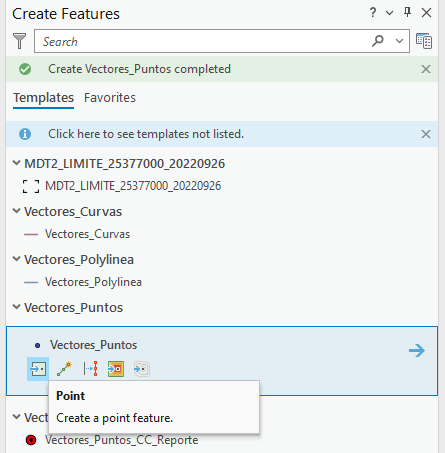 Create Features
?
Search
Create Vectores_Puntos completed
Templates Favorites
Click here to see templates not listed.
MDT2_LIMITE_25377000_20220926
MDT2_LIMITE_25377000_20220926
Vectores_Curvas
Vectores_Curvas
Vectores_Polylinea
Vectores_Polylinea
Vectores_Puntos
Vectores_Puntos
Point
Create a point feature.
Vect
Vectores_Puntos_CC_Reporte